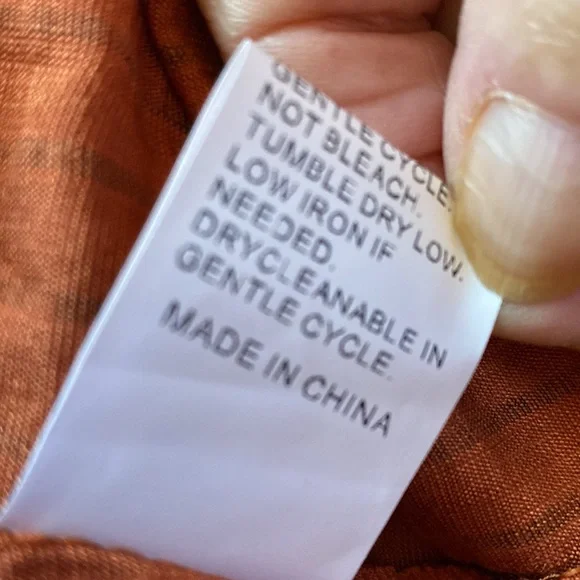 GENTLE CYCLE.
NOT BLEACH.
TUMBLE DRY LOW.
LOW IRON IF
NEEDED.
DRYCLEANABLE IN
GENTLE CYCLE.
MADE IN CHINA